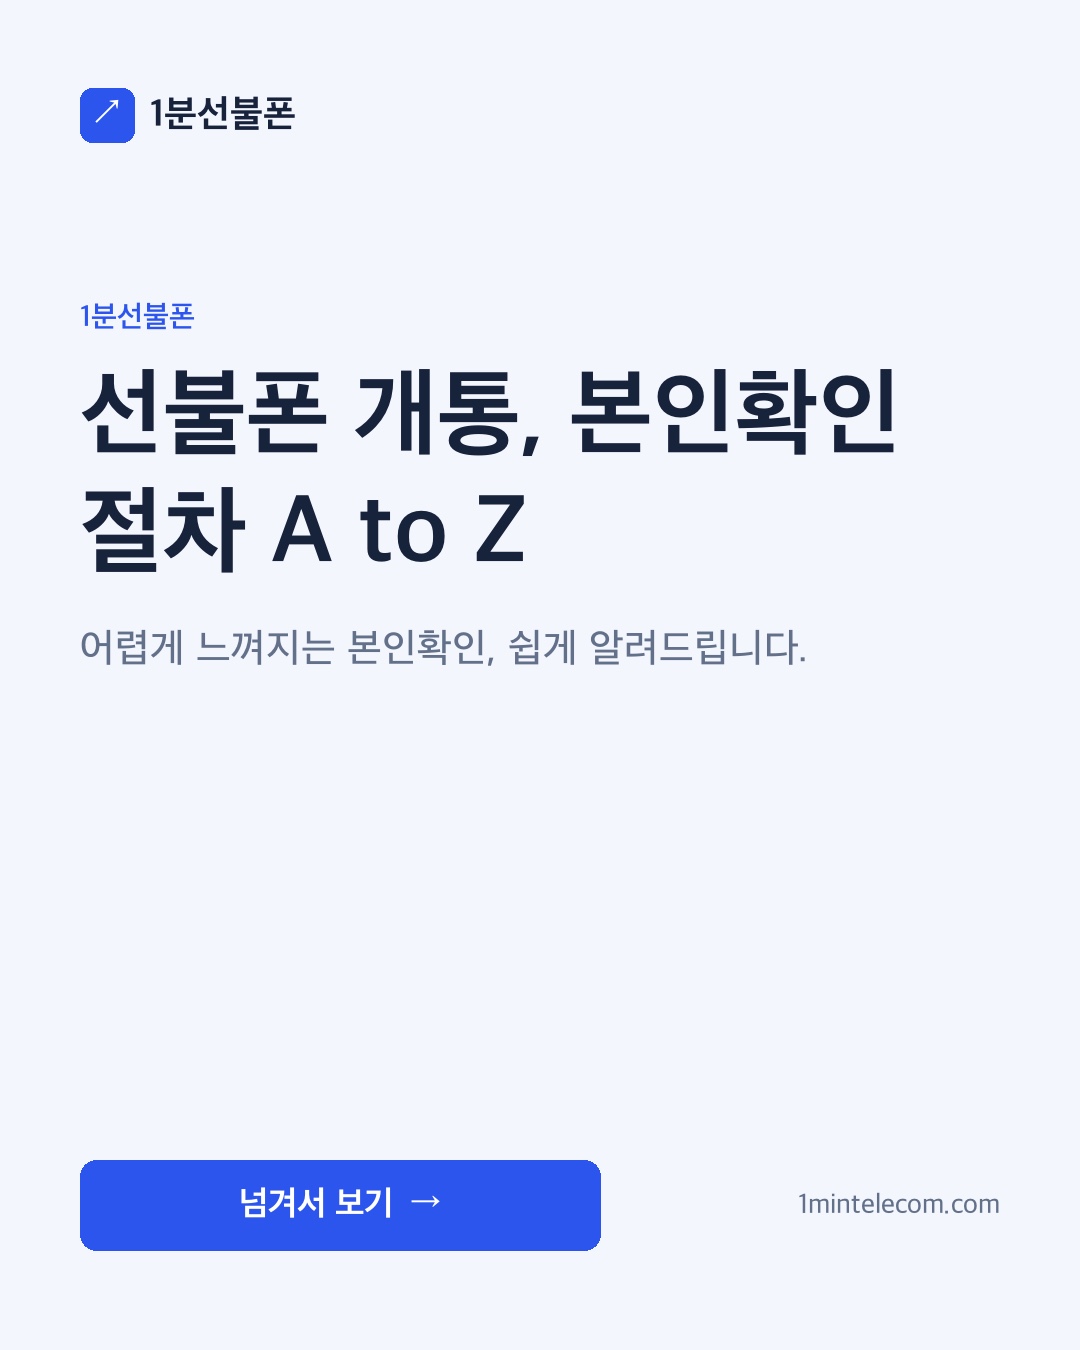 ↗ 1분선불폰
1분선불폰
선불폰 개통, 본인확인
절차 A to Z
어렵게 느껴지는 본인확인, 쉽게 알려드립니다.
넘겨서 보기 →
1mintelecom.com